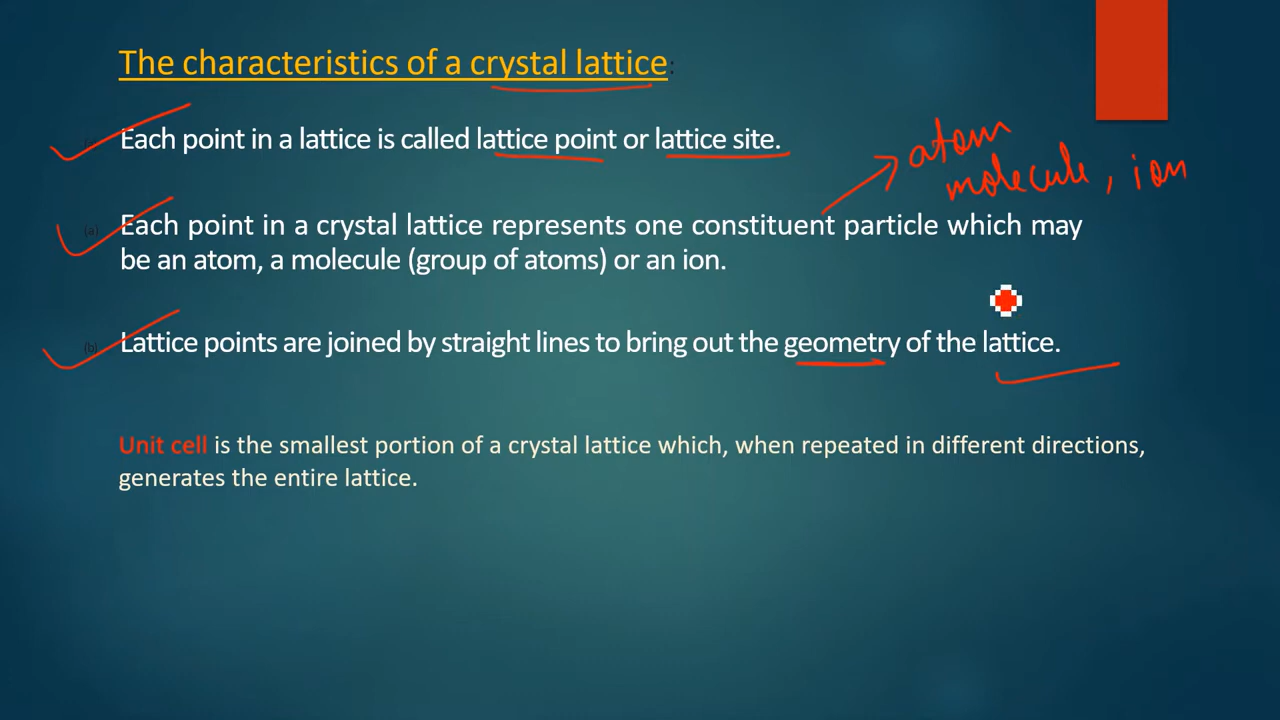 The characteristics of a crystal lattice:
Each point in a lattice is called lattice point or lattice site.
atom
molecule, ion
(a) Each point in a crystal lattice represents one constituent particle which may
be an atom, a molecule (group of atoms) or an ion.
(b) Lattice points are joined by straight lines to bring out the geometry of the lattice.
Unit cell is the smallest portion of a crystal lattice which, when repeated in different directions,
generates the entire lattice.